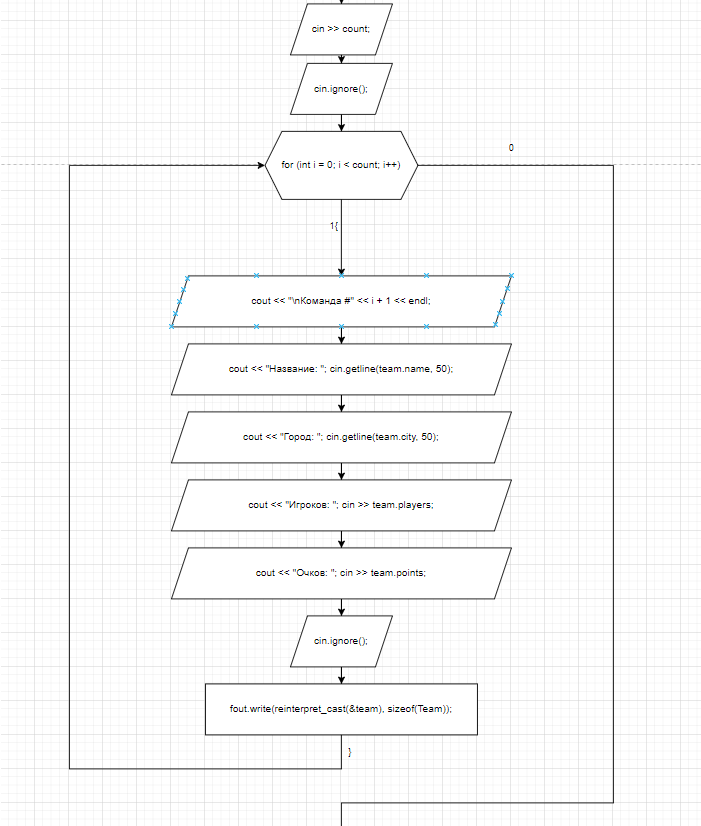 cin >> count;
cin.ignore();
for (int i = 0; i < count; i++)
0
1{
cout << "\nКоманда #" << i + 1 << endl;
cout << "Название: "; cin.getline(team.name, 50);
cout << "Город: "; cin.getline(team.city, 50);
cout << "Игроков: "; cin >> team.players;
cout << "Очков: "; cin >> team.points;
cin.ignore();
fout.write(reinterpret_cast(&team), sizeof(Team));
}